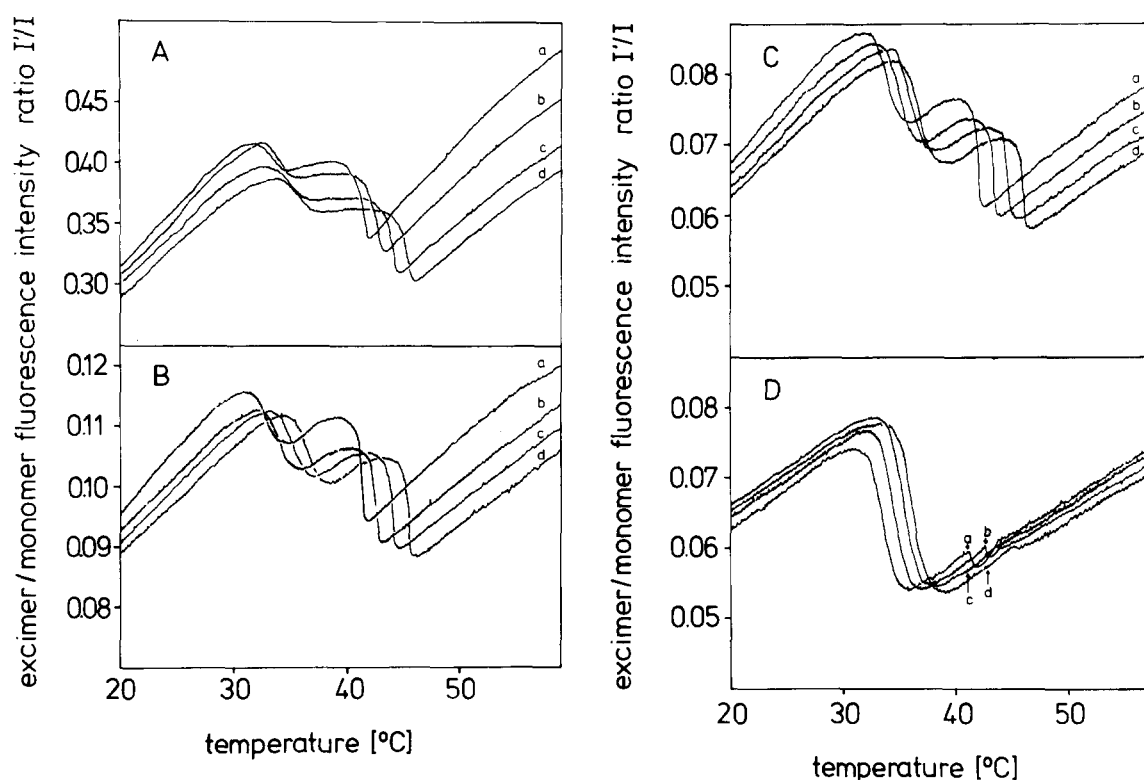 excimer/monomer fluorescence intensity ratio I'/I
A
0.45
0.40
0.35
0.30
a
b
c
d
B
0.12
0.11
0.10
0.09
0.08
a
b
c
d
20
30
40
50
temperature [°C]
excimer/monomer fluorescence intensity ratio I'/I
C
0.08
0.07
0.06
0.05
a
b
c
d
D
0.08
0.07
0.06
0.05
a
b
c
d
20
30
40
50
temperature [°C]